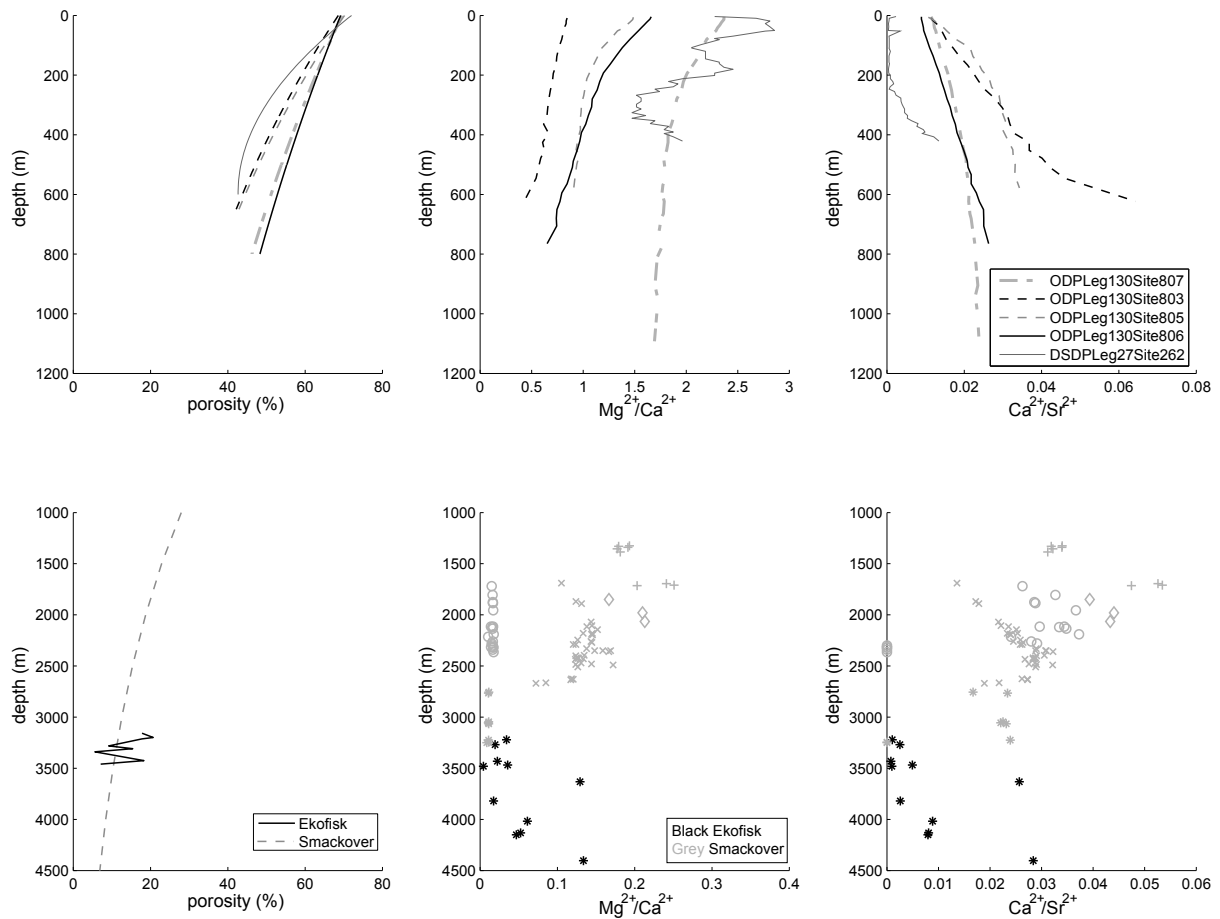 0
200
400
600
800
1000
1200
depth (m)
0 20 40 60 80
porosity (%)
0
200
400
600
800
1000
1200
depth (m)
0 0.5 1 1.5 2 2.5 3
Mg2+/Ca2+
0
200
400
600
800
1000
1200
depth (m)
0 0.02 0.04 0.06 0.08
Ca2+/Sr2+
ODPLeg130Site807
ODPLeg130Site803
ODPLeg130Site805
ODPLeg130Site806
DSDPLeg27Site262
1000
1500
2000
2500
3000
3500
4000
4500
depth (m)
0 20 40 60 80
porosity (%)
Ekofisk
Smackover
1000
1500
2000
2500
3000
3500
4000
4500
depth (m)
0 0.1 0.2 0.3 0.4
Mg2+/Ca2+
Black Ekofisk
Grey Smackover
1000
1500
2000
2500
3000
3500
4000
4500
depth (m)
0 0.01 0.02 0.03 0.04 0.05 0.06
Ca2+/Sr2+